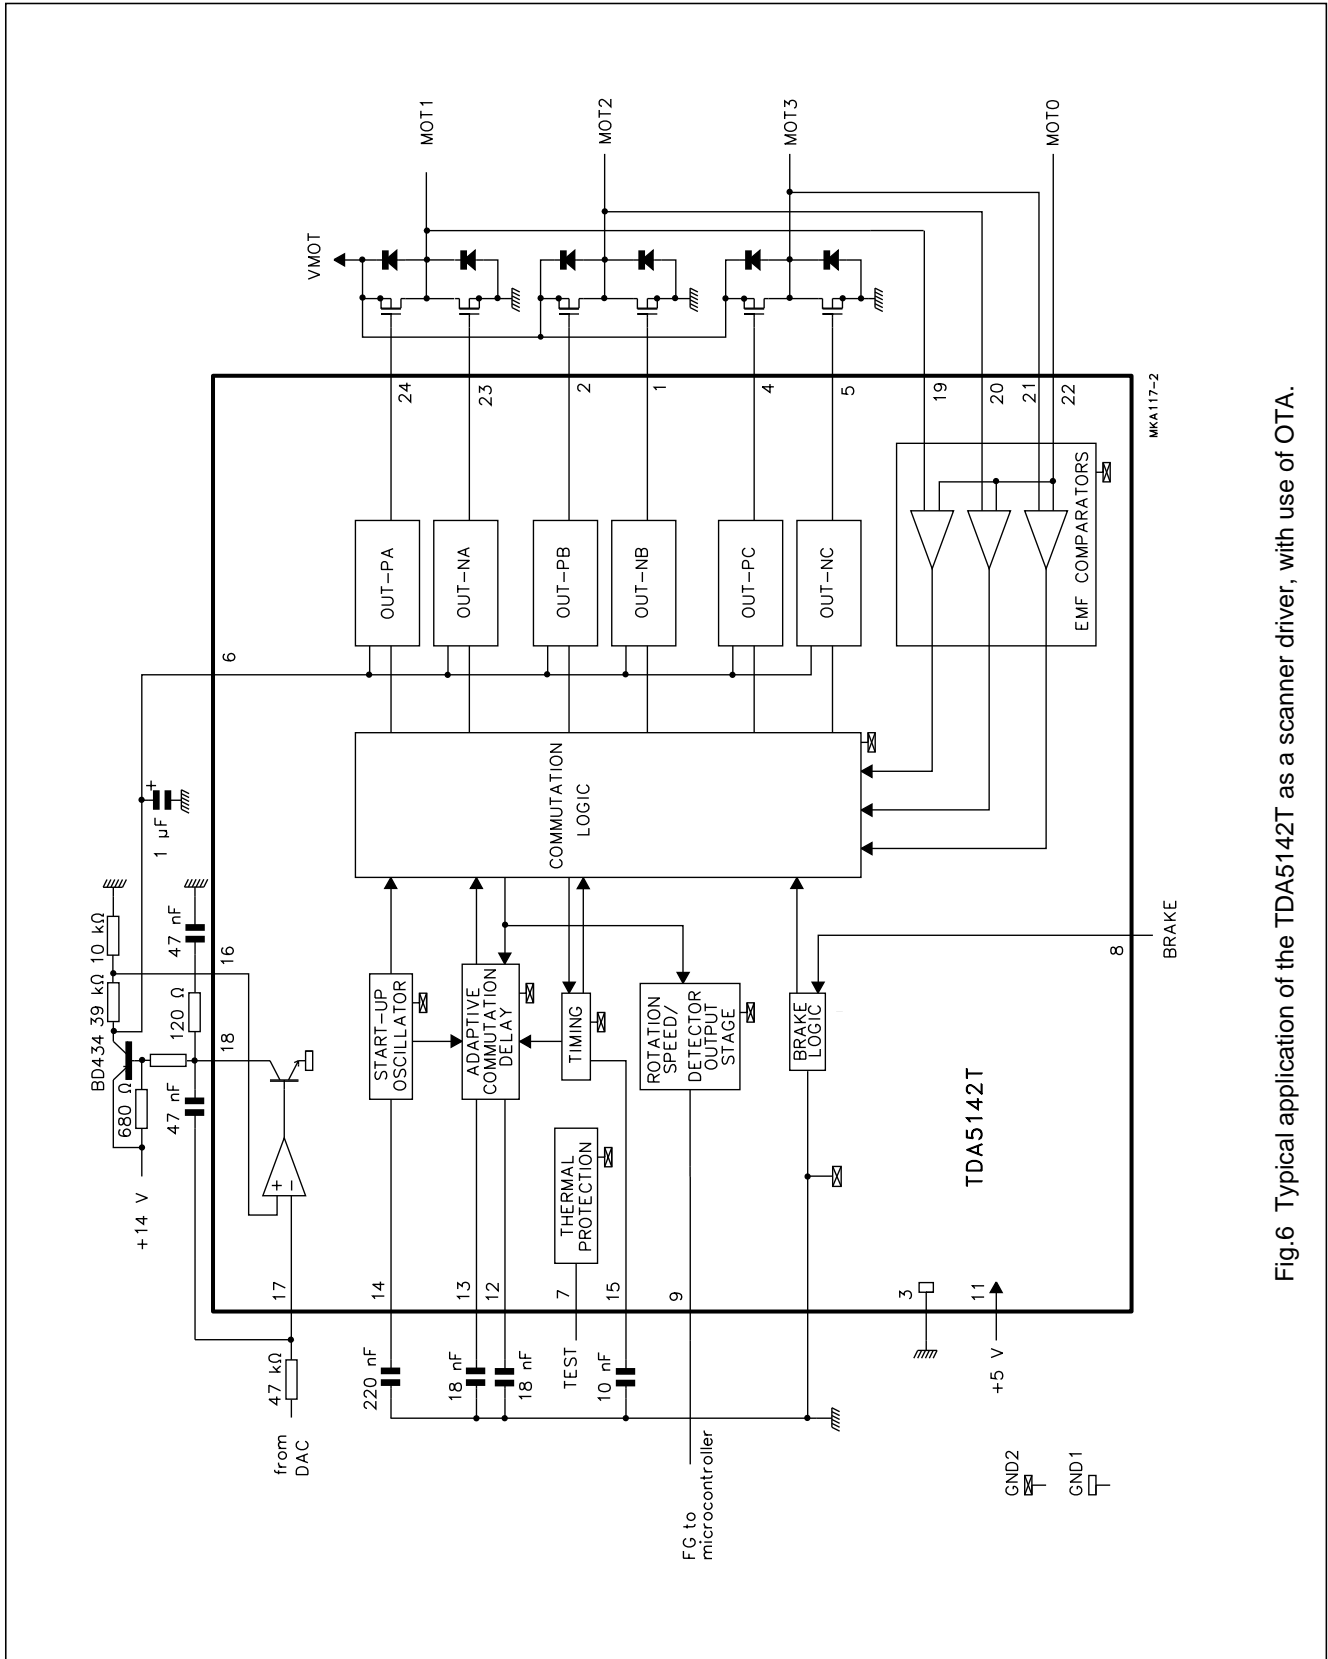 +14 V
BD434
39 kΩ
10 kΩ
680 Ω
120 Ω
47 nF
47 nF
1 µF
+
6
16
18
from
DAC
47 kΩ
17
+
−
220 nF
14
18 nF
13
18 nF
12
TEST
7
10 nF
15
FG to
microcontroller
9
3
+5 V
11
GND2
GND1
START-UP
OSCILLATOR
ADAPTIVE
COMMUTATION
DELAY
TIMING
THERMAL
PROTECTION
ROTATION
SPEED/
DETECTOR
OUTPUT
STAGE
BRAKE
LOGIC
8
BRAKE
COMMUTATION
LOGIC
OUT-PA
OUT-NA
OUT-PB
OUT-NB
OUT-PC
OUT-NC
EMF COMPARATORS
24
23
2
1
4
5
19
20
21
22
VMOT
MOT1
MOT2
MOT3
MOT0
TDA5142T
MKA117-2
Fig.6 Typical application of the TDA5142T as a scanner driver, with use of OTA.